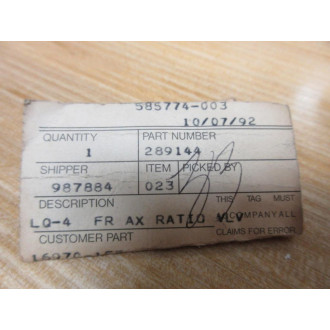 585774-003
10/07/92
QUANTITY PART NUMBER
1 289144
SHIPPER ITEM PICKED BY
987884 023
DESCRIPTION THIS TAG MUST
LQ-4 FR AX RATIO VLV ACCOMPANY ALL
CUSTOMER PART CLAIMS FOR ERROR